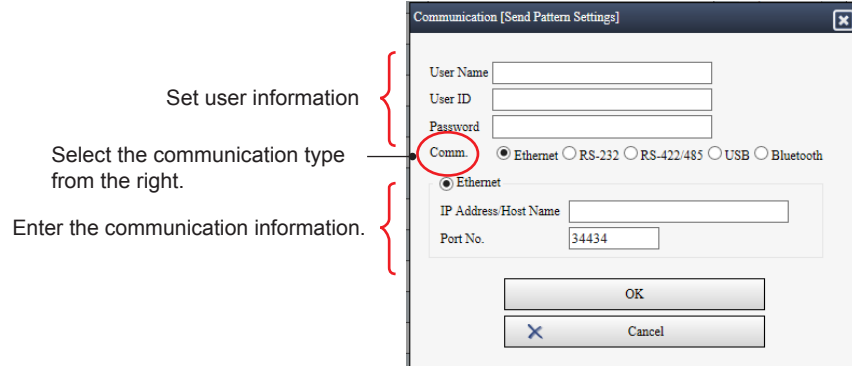 Communication [Send Pattern Settings]
Set user information
User Name
User ID
Password
Select the communication type
from the right.
Comm. Ethernet RS-232 RS-422/485 USB Bluetooth
Ethernet
Enter the communication information.
IP Address/Host Name
Port No. 34434
OK
Cancel